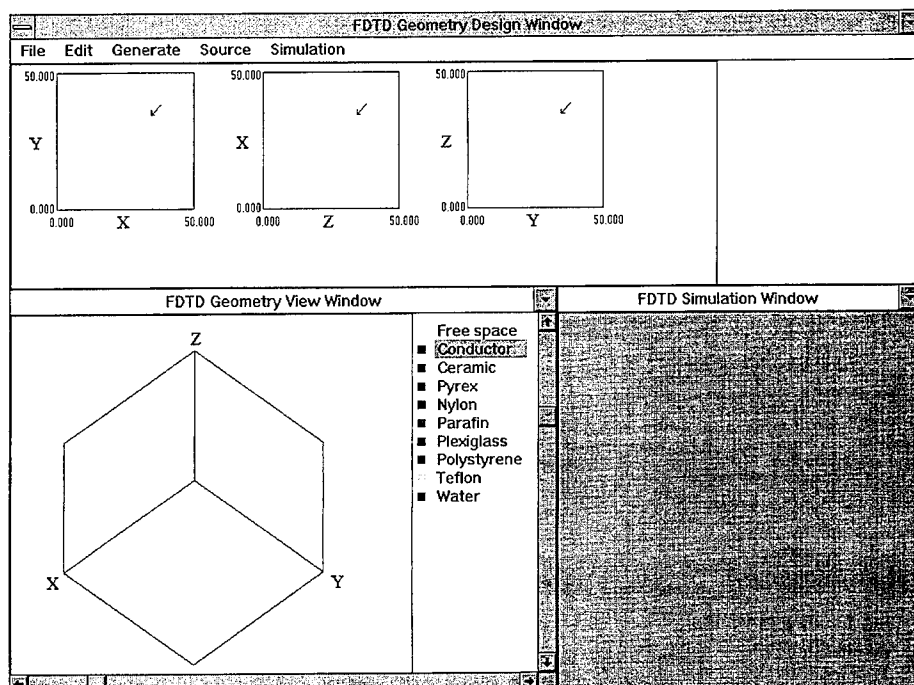 FDTD Geometry Design Window
File Edit Generate Source Simulation
50.000 50.000 50.000
Y X Z
0.000 0.000 0.000
0.000 X 50.000 0.000 Z 50.000 0.000 Y 50.000
FDTD Geometry View Window
FDTD Simulation Window
Z
X
Y
Free space
Conductor
Ceramic
Pyrex
Nylon
Parafin
Plexiglass
Polystyrene
Teflon
Water